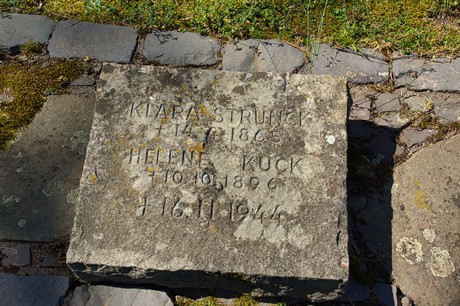 KLARA STRUNCK
+ 14.7.1865
HELENE KUCK
+ 10.10.1896
+ 16.11.1944